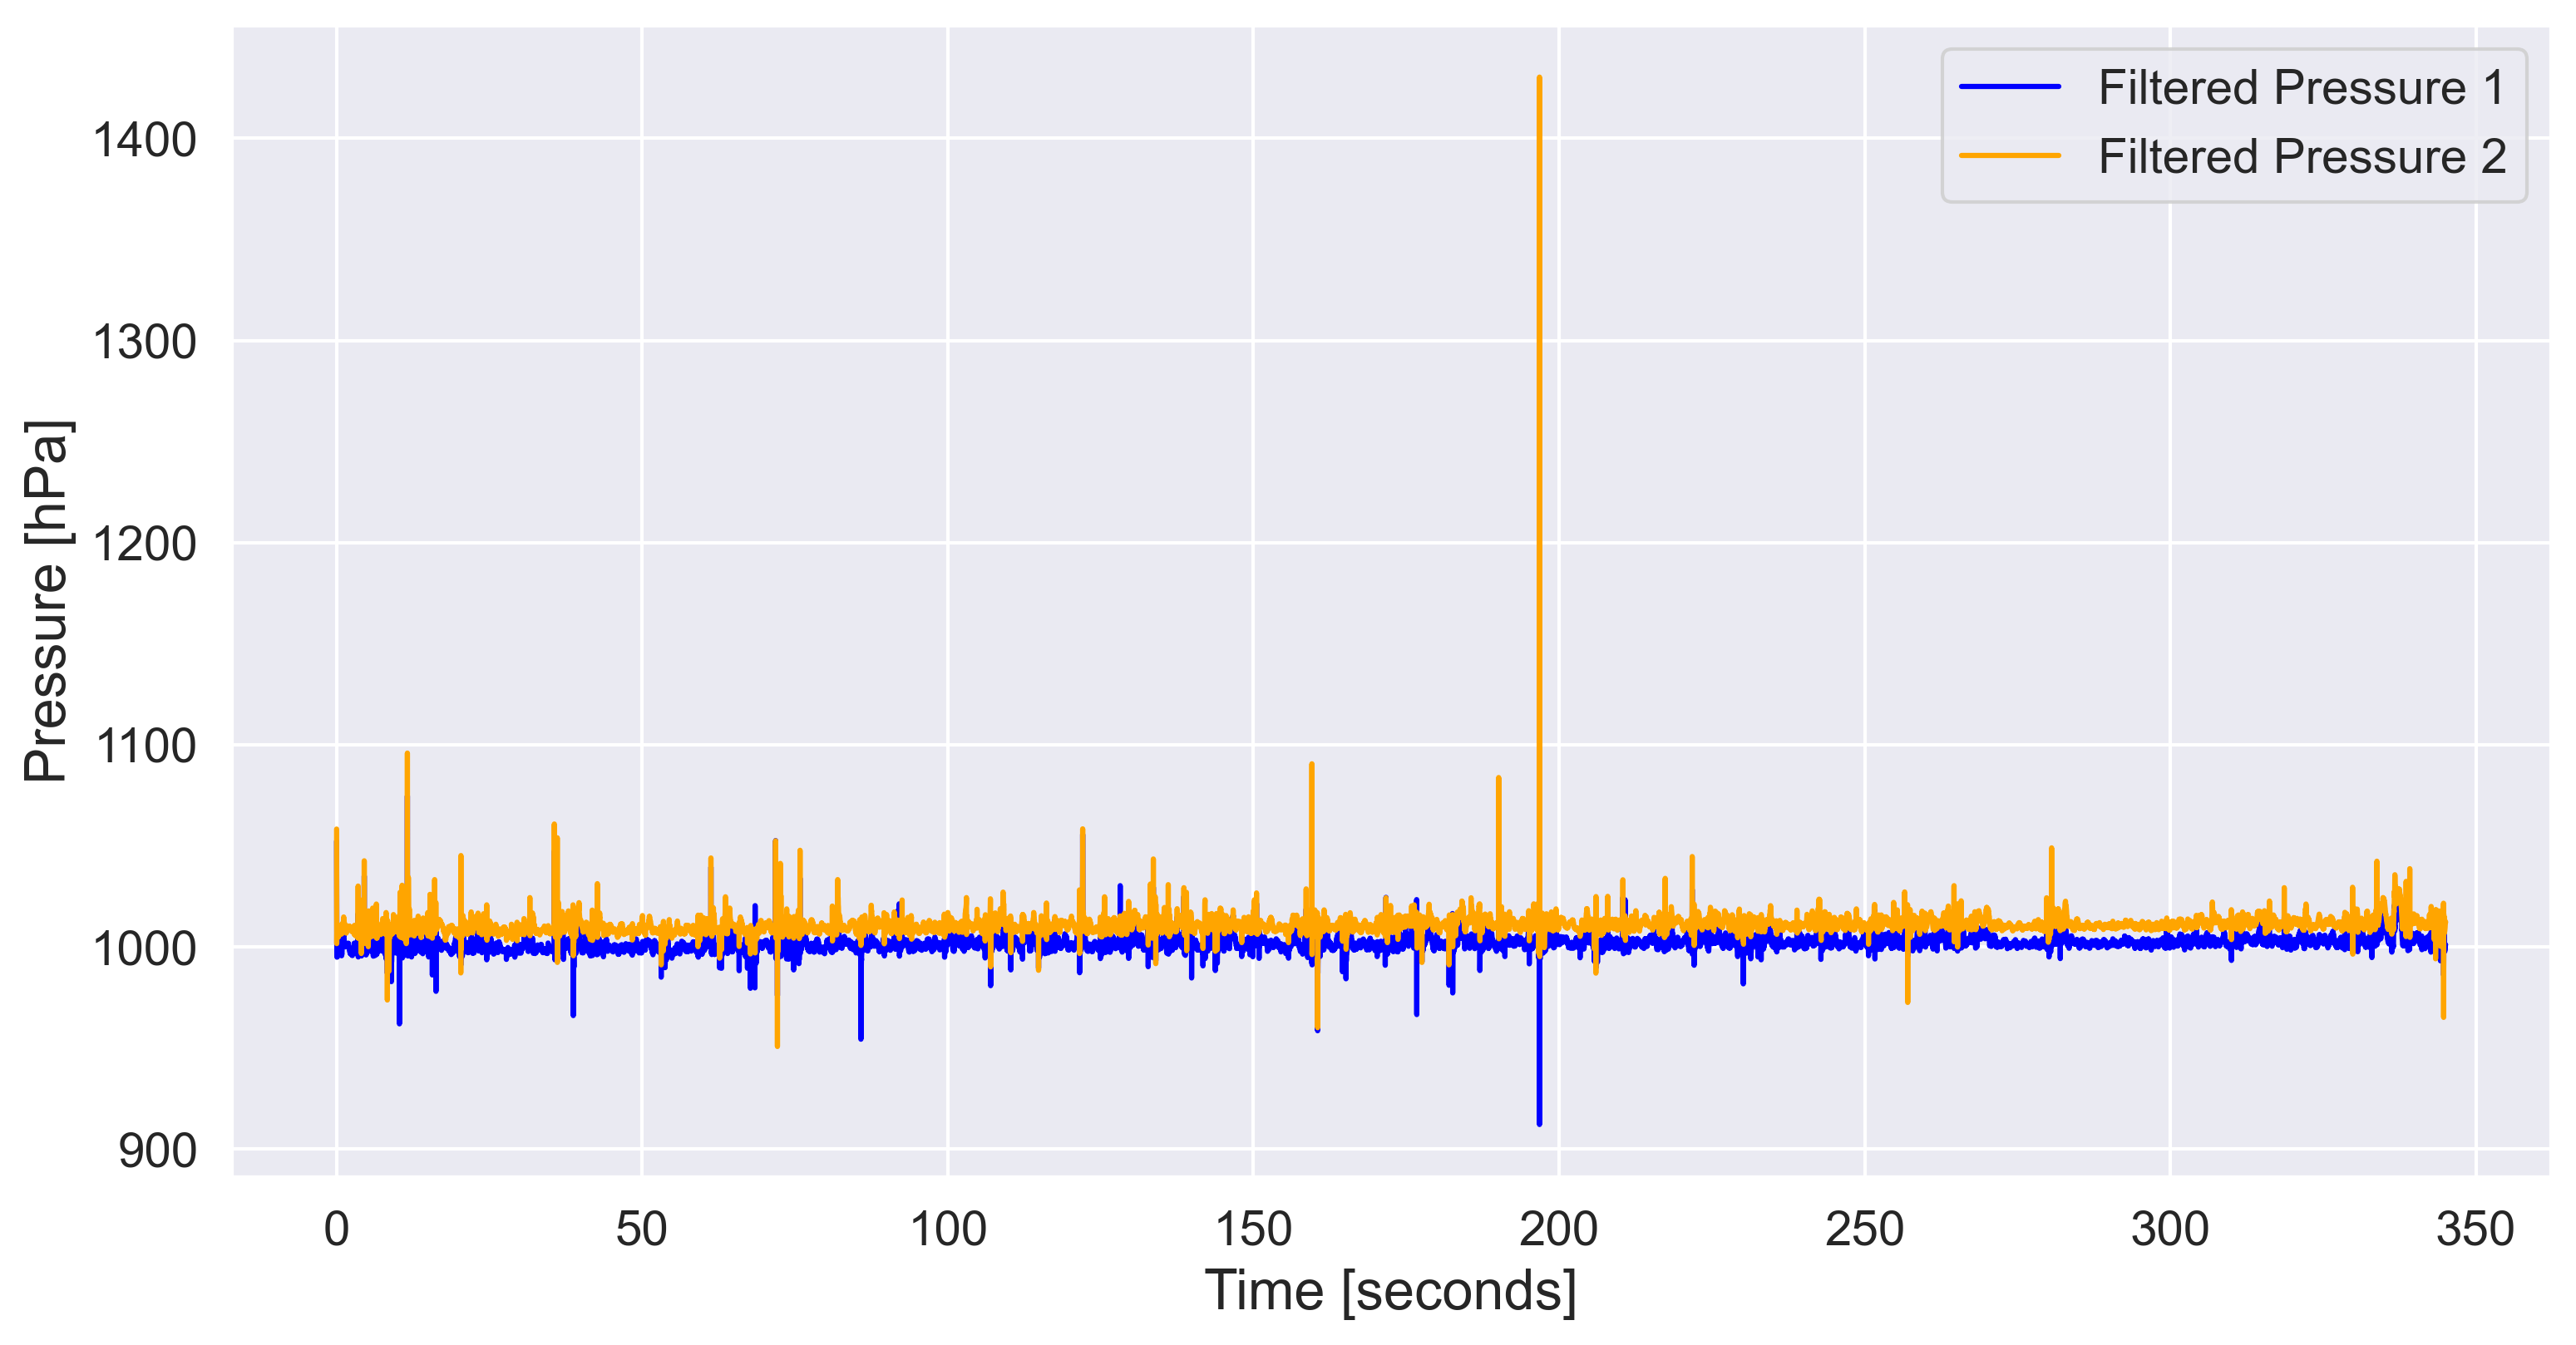 Filtered Pressure 1
Filtered Pressure 2
Pressure [hPa]
1400
1300
1200
1100
1000
900
0 50 100 150 200 250 300 350
Time [seconds]